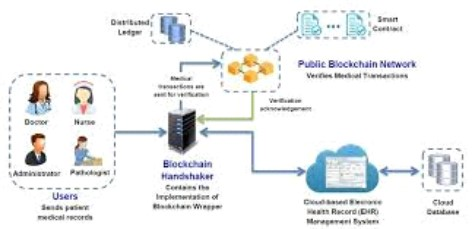 Distributed
Ledger
Smart
Contract
Public Blockchain Network
Verifies Medical Transactions
Medical
transactions are
sent for verification
Verification
acknowledgement
Doctor
Nurse
Administrator
Pathologist
Users
Sends patient
medical records
Blockchain
Handshaker
Contains the
Implementation of
Blockchain Wrapper
Cloud-based Elecronic
Health Record (EHR)
Management System
Cloud
Database